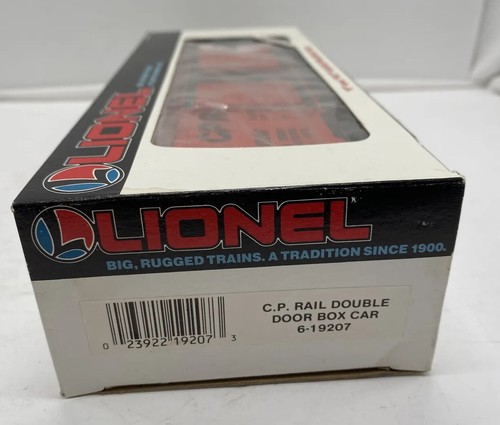 LIONEL
CP
LIONEL
BIG, RUGGED TRAINS. A TRADITION SINCE 1900.
C.P. RAIL DOUBLE
DOOR BOX CAR
6-19207
0 23922 19207 3